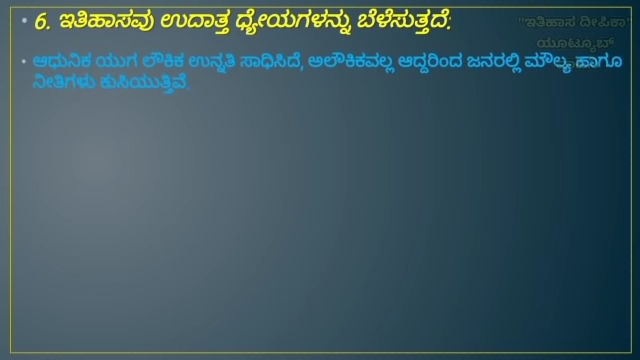 • 6. ಇತಿಹಾಸವು ಉದಾತ್ತ ಧ್ಯೇಯಗಳನ್ನು ಬೆಳೆಸುತ್ತದೆ:
"ಇತಿಹಾಸ ದೀಪಿಕಾ"
ಯೂಟ್ಯೂಬ್
• ಆಧುನಿಕ ಯುಗ ಲೌಕಿಕ ಉನ್ನತಿ ಸಾಧಿಸಿದೆ, ಅಲೌಕಿಕವಲ್ಲ ಆದ್ದರಿಂದ ಜನರಲ್ಲಿ ಮೌಲ್ಯ ಹಾಗೂ
ನೀತಿಗಳು ಕುಸಿಯುತ್ತಿವೆ.